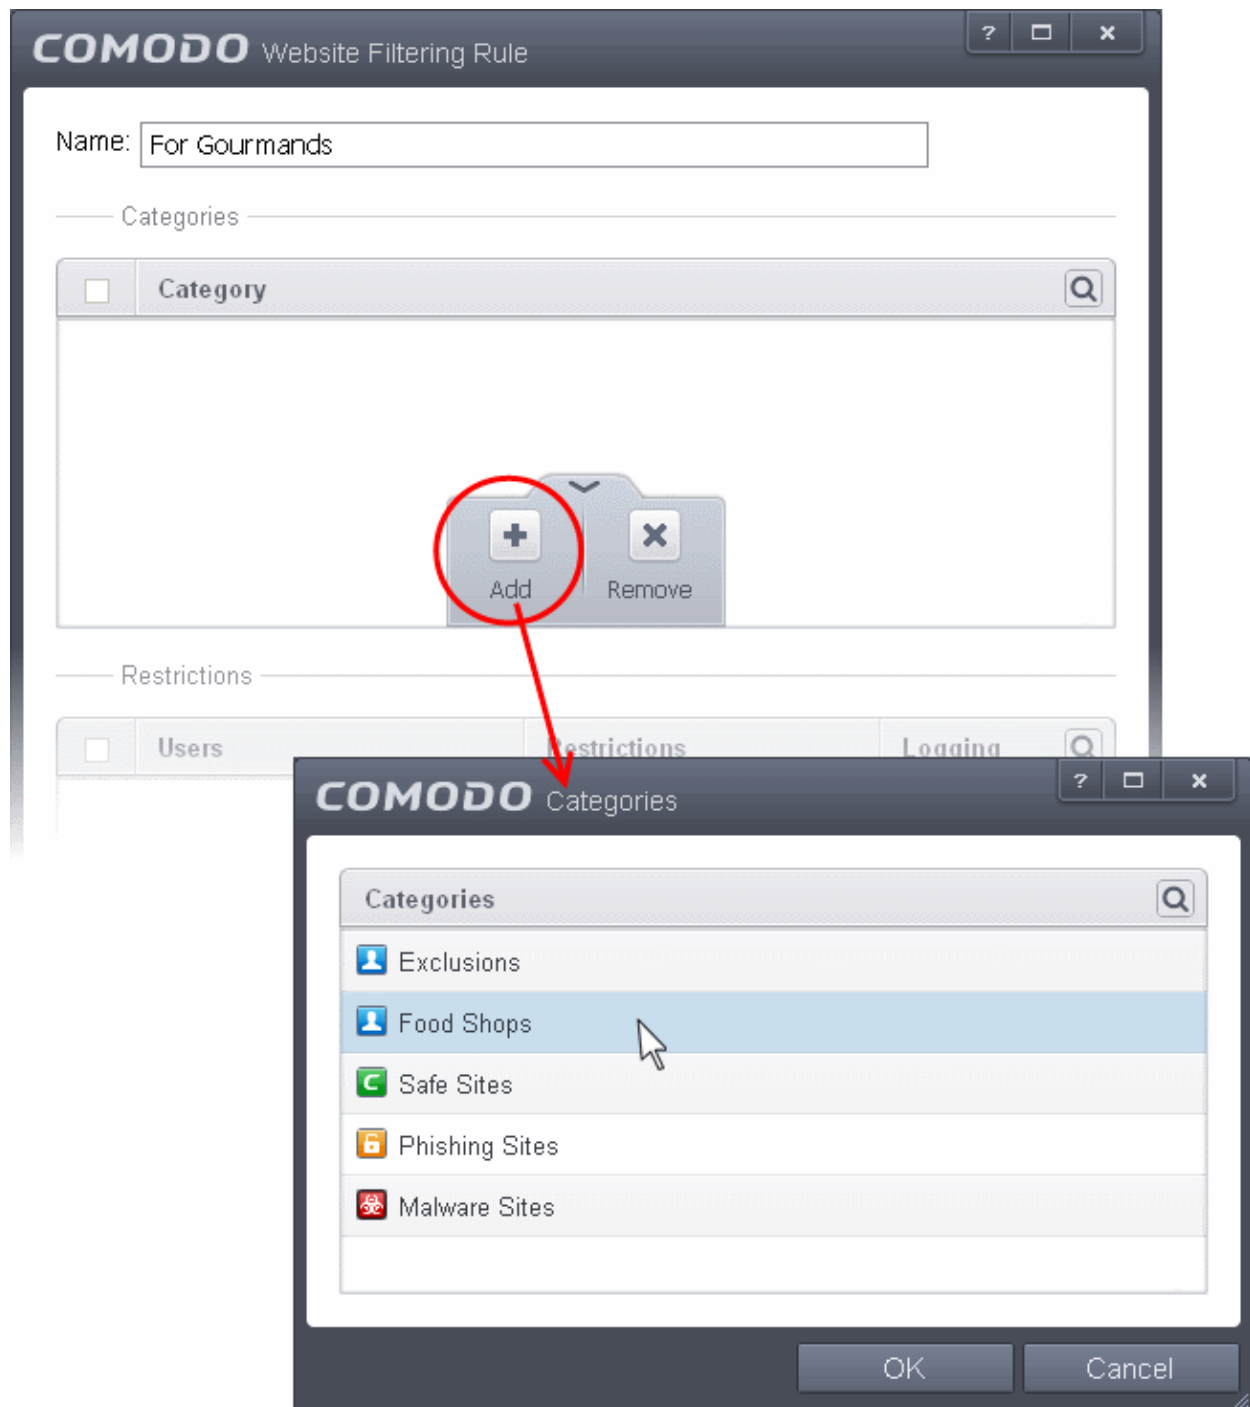 COMODO Website Filtering Rule
?
Name: For Gourmands
Categories
Category
Add Remove
Restrictions
Users Restrictions Logging
COMODO Categories
?
Categories
Exclusions
Food Shops
Safe Sites
Phishing Sites
Malware Sites
OK Cancel